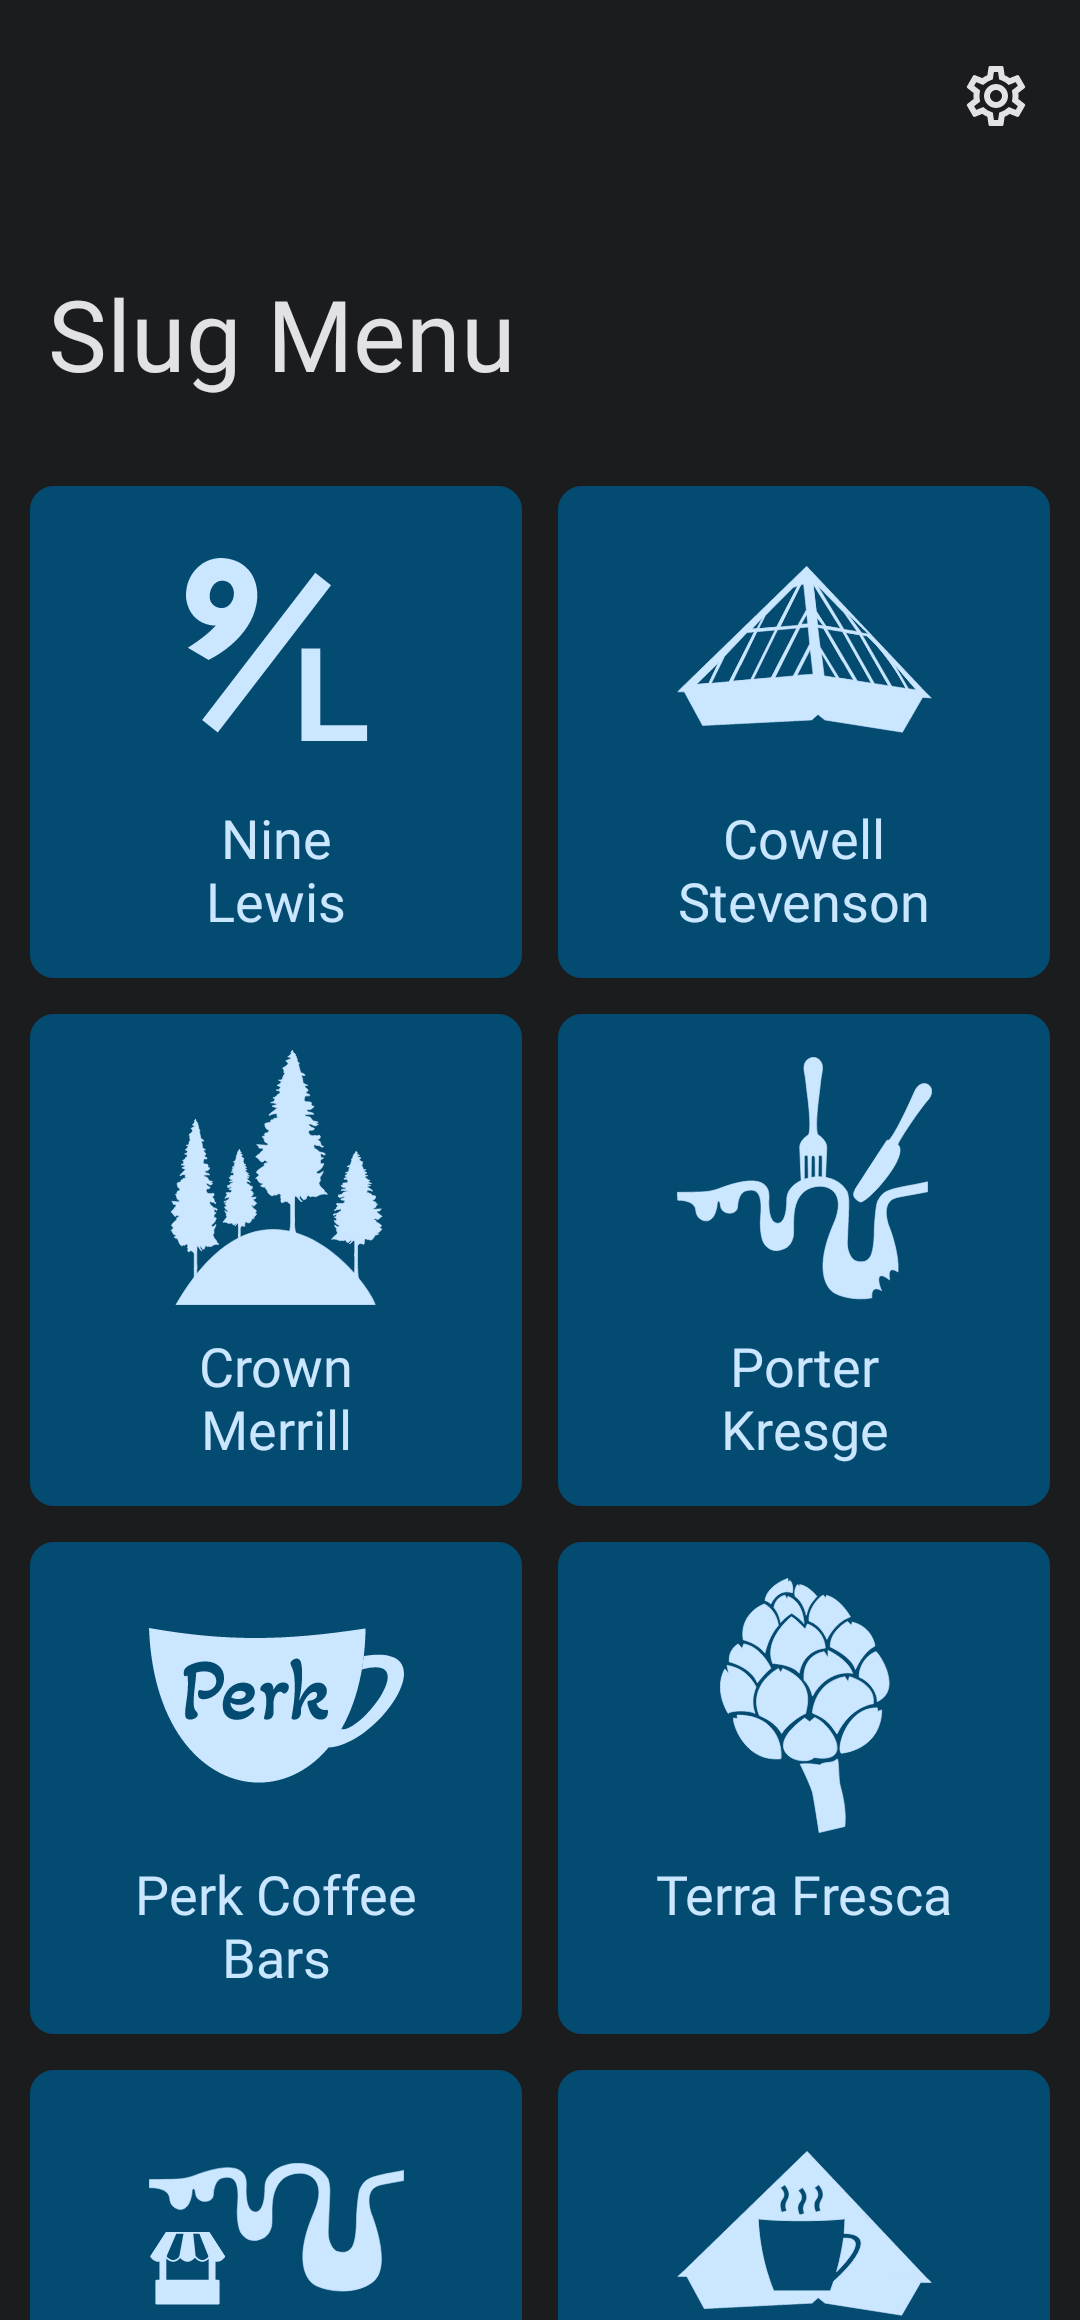 Slug Menu
9/L
Nine
Lewis
Cowell
Stevenson
Crown
Merrill
Porter
Kresge
Perk
Perk Coffee
Bars
Terra Fresca